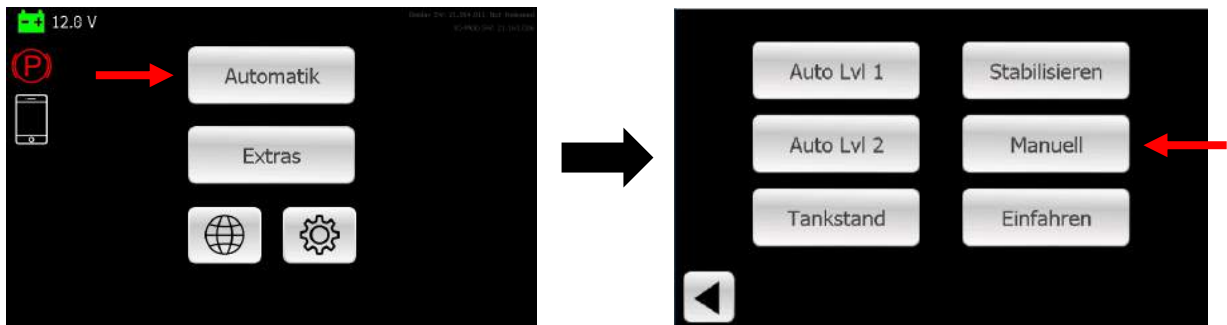 12.8 V
P
Automatik
Extras
Auto Lvl 1
Stabilisieren
Auto Lvl 2
Manuell
Tankstand
Einfahren